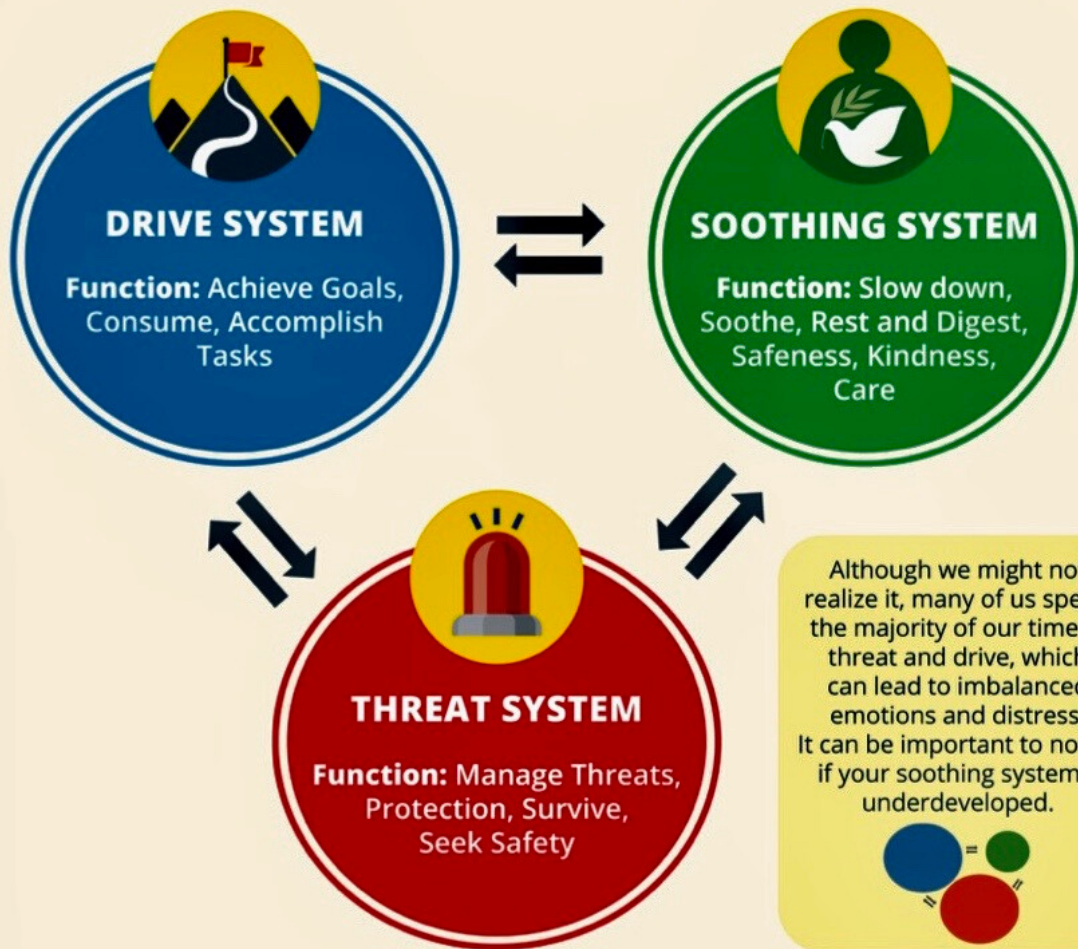 DRIVE SYSTEM
Function: Achieve Goals,
Consume, Accomplish
Tasks
SOOTHING SYSTEM
Function: Slow down,
Soothe, Rest and Digest,
Safeness, Kindness,
Care
THREAT SYSTEM
Function: Manage Threats,
Protection, Survive,
Seek Safety
Although we might no
realize it, many of us spe
the majority of our time
threat and drive, which
can lead to imbalanced
emotions and distress
It can be important to no
if your soothing system
underdeveloped.